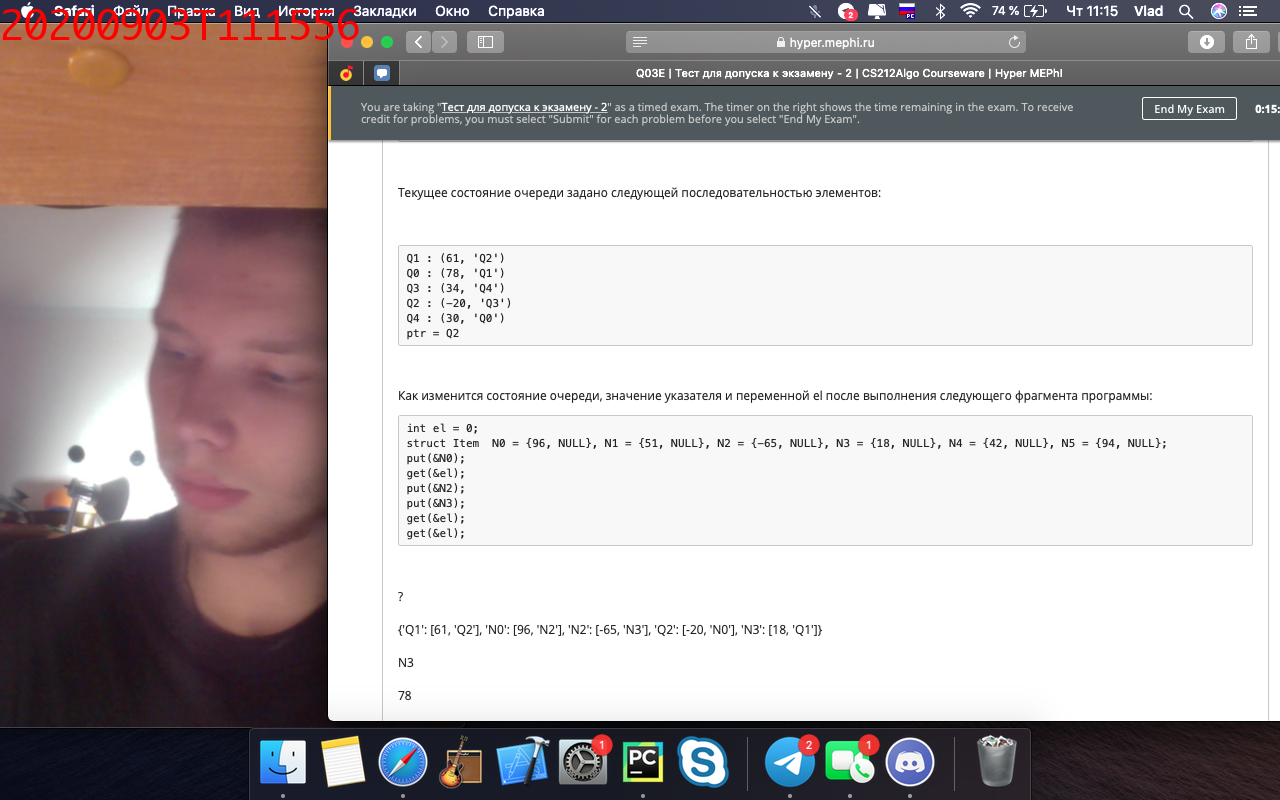 20200903T111556
Safari Файл Правка Вид История Закладки Окно Справка
2 РС 74 % Чт 11:15 Vlad
hyper.mephi.ru
Q03E | Тест для допуска к экзамену - 2 | CS212Algo Courseware | Hyper MEPhI
You are taking "Тест для допуска к экзамену - 2" as a timed exam. The timer on the right shows the time remaining in the exam. To receive
credit for problems, you must select "Submit" for each problem before you select "End My Exam".
End My Exam
0:15:
Текущее состояние очереди задано следующей последовательностью элементов:
Q1 : (61, 'Q2')
Q0 : (78, 'Q1')
Q3 : (34, 'Q4')
Q2 : (-20, 'Q3')
Q4 : (30, 'Q0')
ptr = Q2
Как изменится состояние очереди, значение указателя и переменной el после выполнения следующего фрагмента программы:
int el = 0;
struct Item  N0 = {96, NULL}, N1 = {51, NULL}, N2 = {-65, NULL}, N3 = {18, NULL}, N4 = {42, NULL}, N5 = {94, NULL};
put(&N0);
get(&el);
put(&N2);
put(&N3);
get(&el);
get(&el);
?
{'Q1': [61, 'Q2'], 'N0': [96, 'N2'], 'N2': [-65, 'N3'], 'Q2': [-20, 'N0'], 'N3': [18, 'Q1']}
N3
78
1
PC
2
1